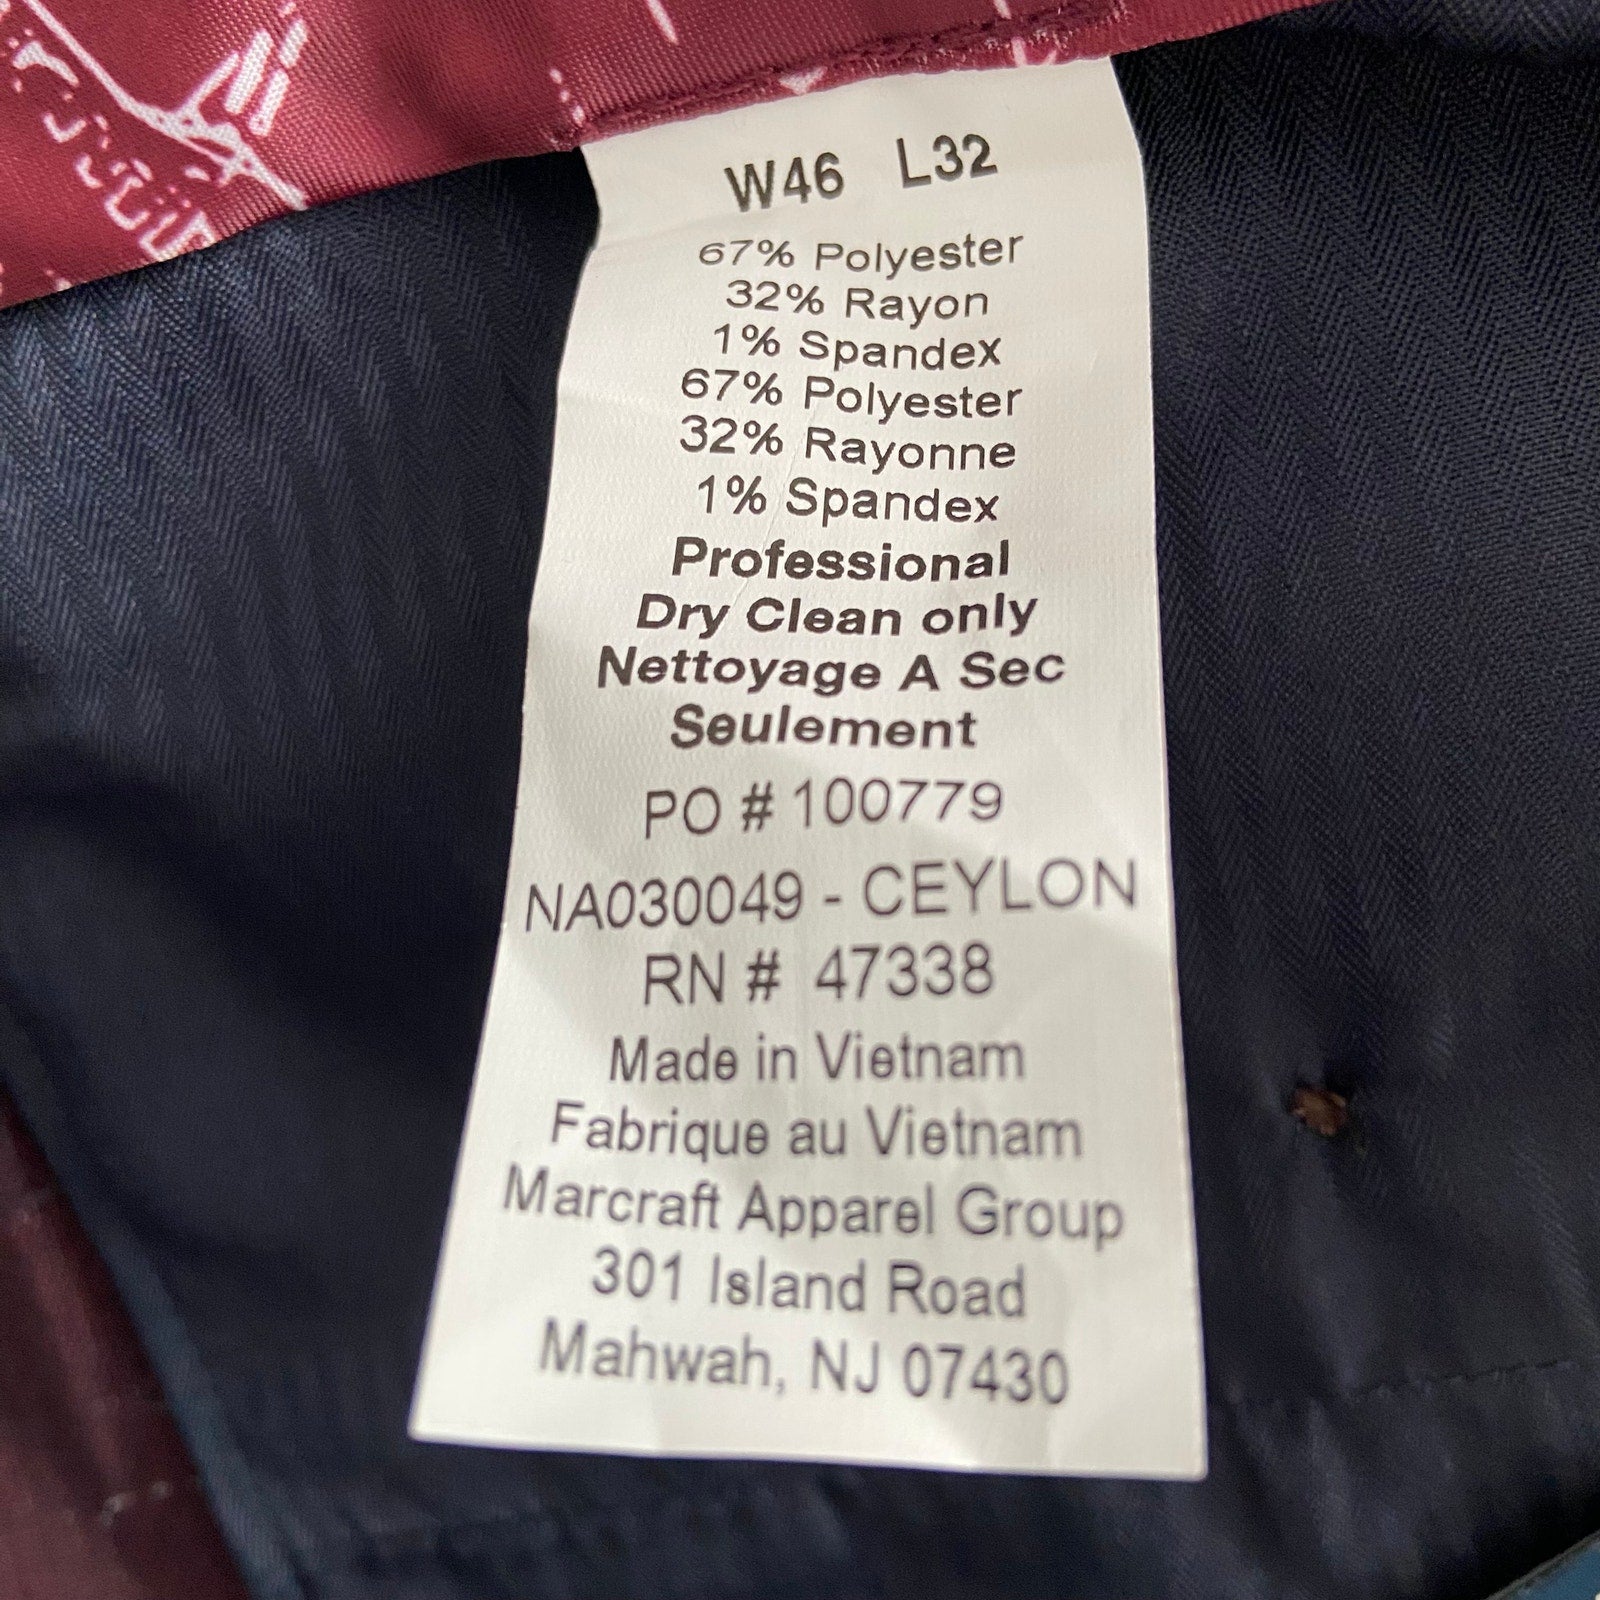 W46 L32
67% Polyester
32% Rayon
1% Spandex
67% Polyester
32% Rayonne
1% Spandex
Professional
Dry Clean only
Nettoyage A Sec
Seulement
PO # 100779
NA030049 - CEYLON
RN # 47338
Made in Vietnam
Fabrique au Vietnam
Marcraft Apparel Group
301 Island Road
Mahwah, NJ 07430